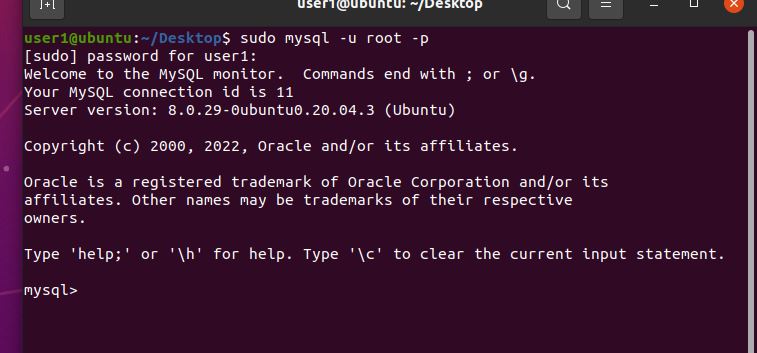 user1@ubuntu: ~/Desktop
user1@ubuntu:~/Desktop$ sudo mysql -u root -p
[sudo] password for user1:
Welcome to the MySQL monitor.  Commands end with ; or \g.
Your MySQL connection id is 11
Server version: 8.0.29-0ubuntu0.20.04.3 (Ubuntu)

Copyright (c) 2000, 2022, Oracle and/or its affiliates.

Oracle is a registered trademark of Oracle Corporation and/or its
affiliates. Other names may be trademarks of their respective
owners.

Type 'help;' or '\h' for help. Type '\c' to clear the current input statement.

mysql>